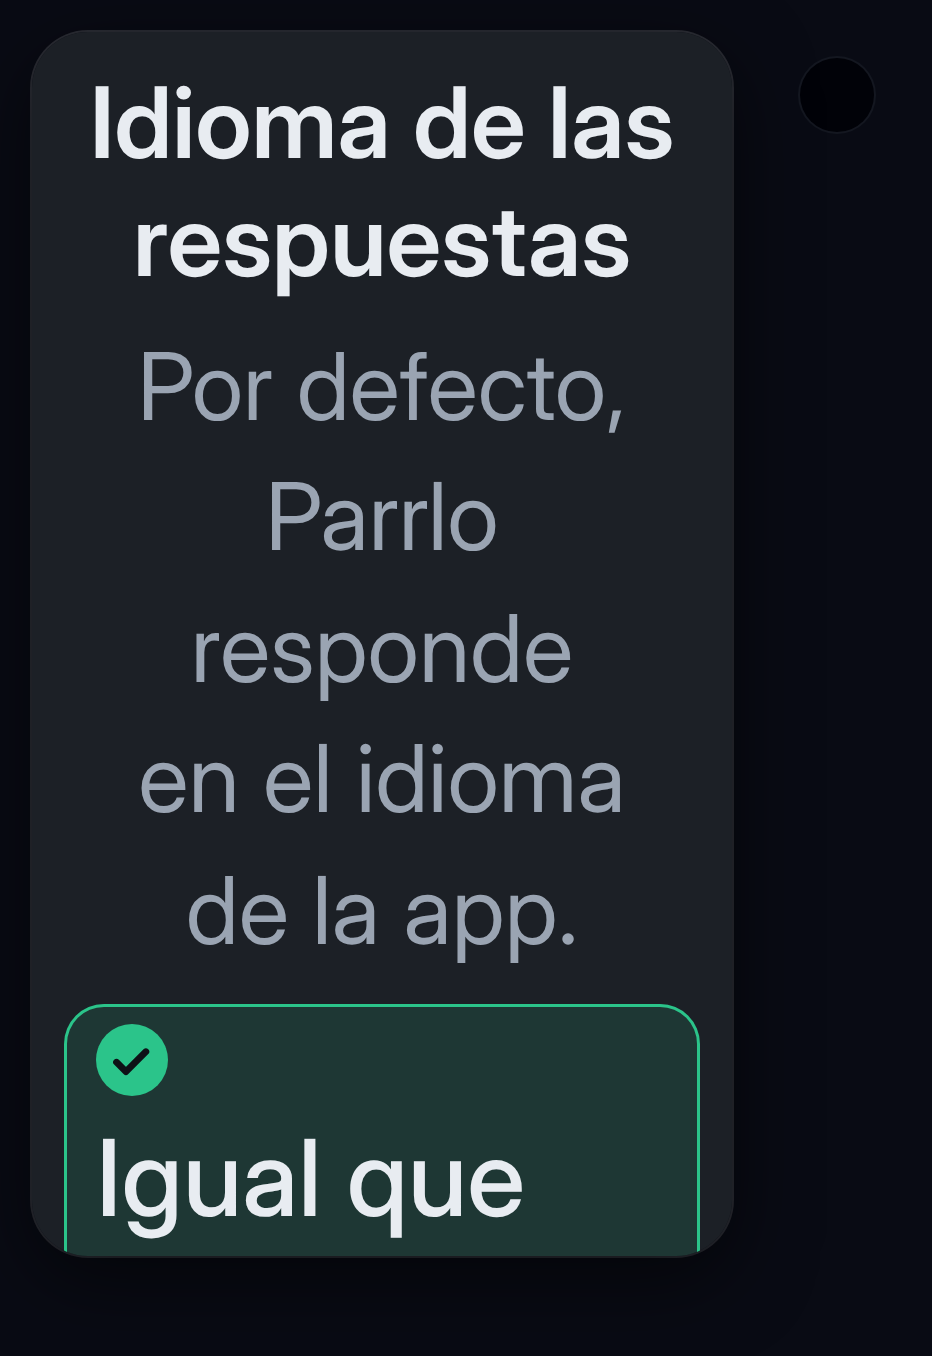 Idioma de las
respuestas
Por defecto,
Parrlo
responde
en el idioma
de la app.
Igual que